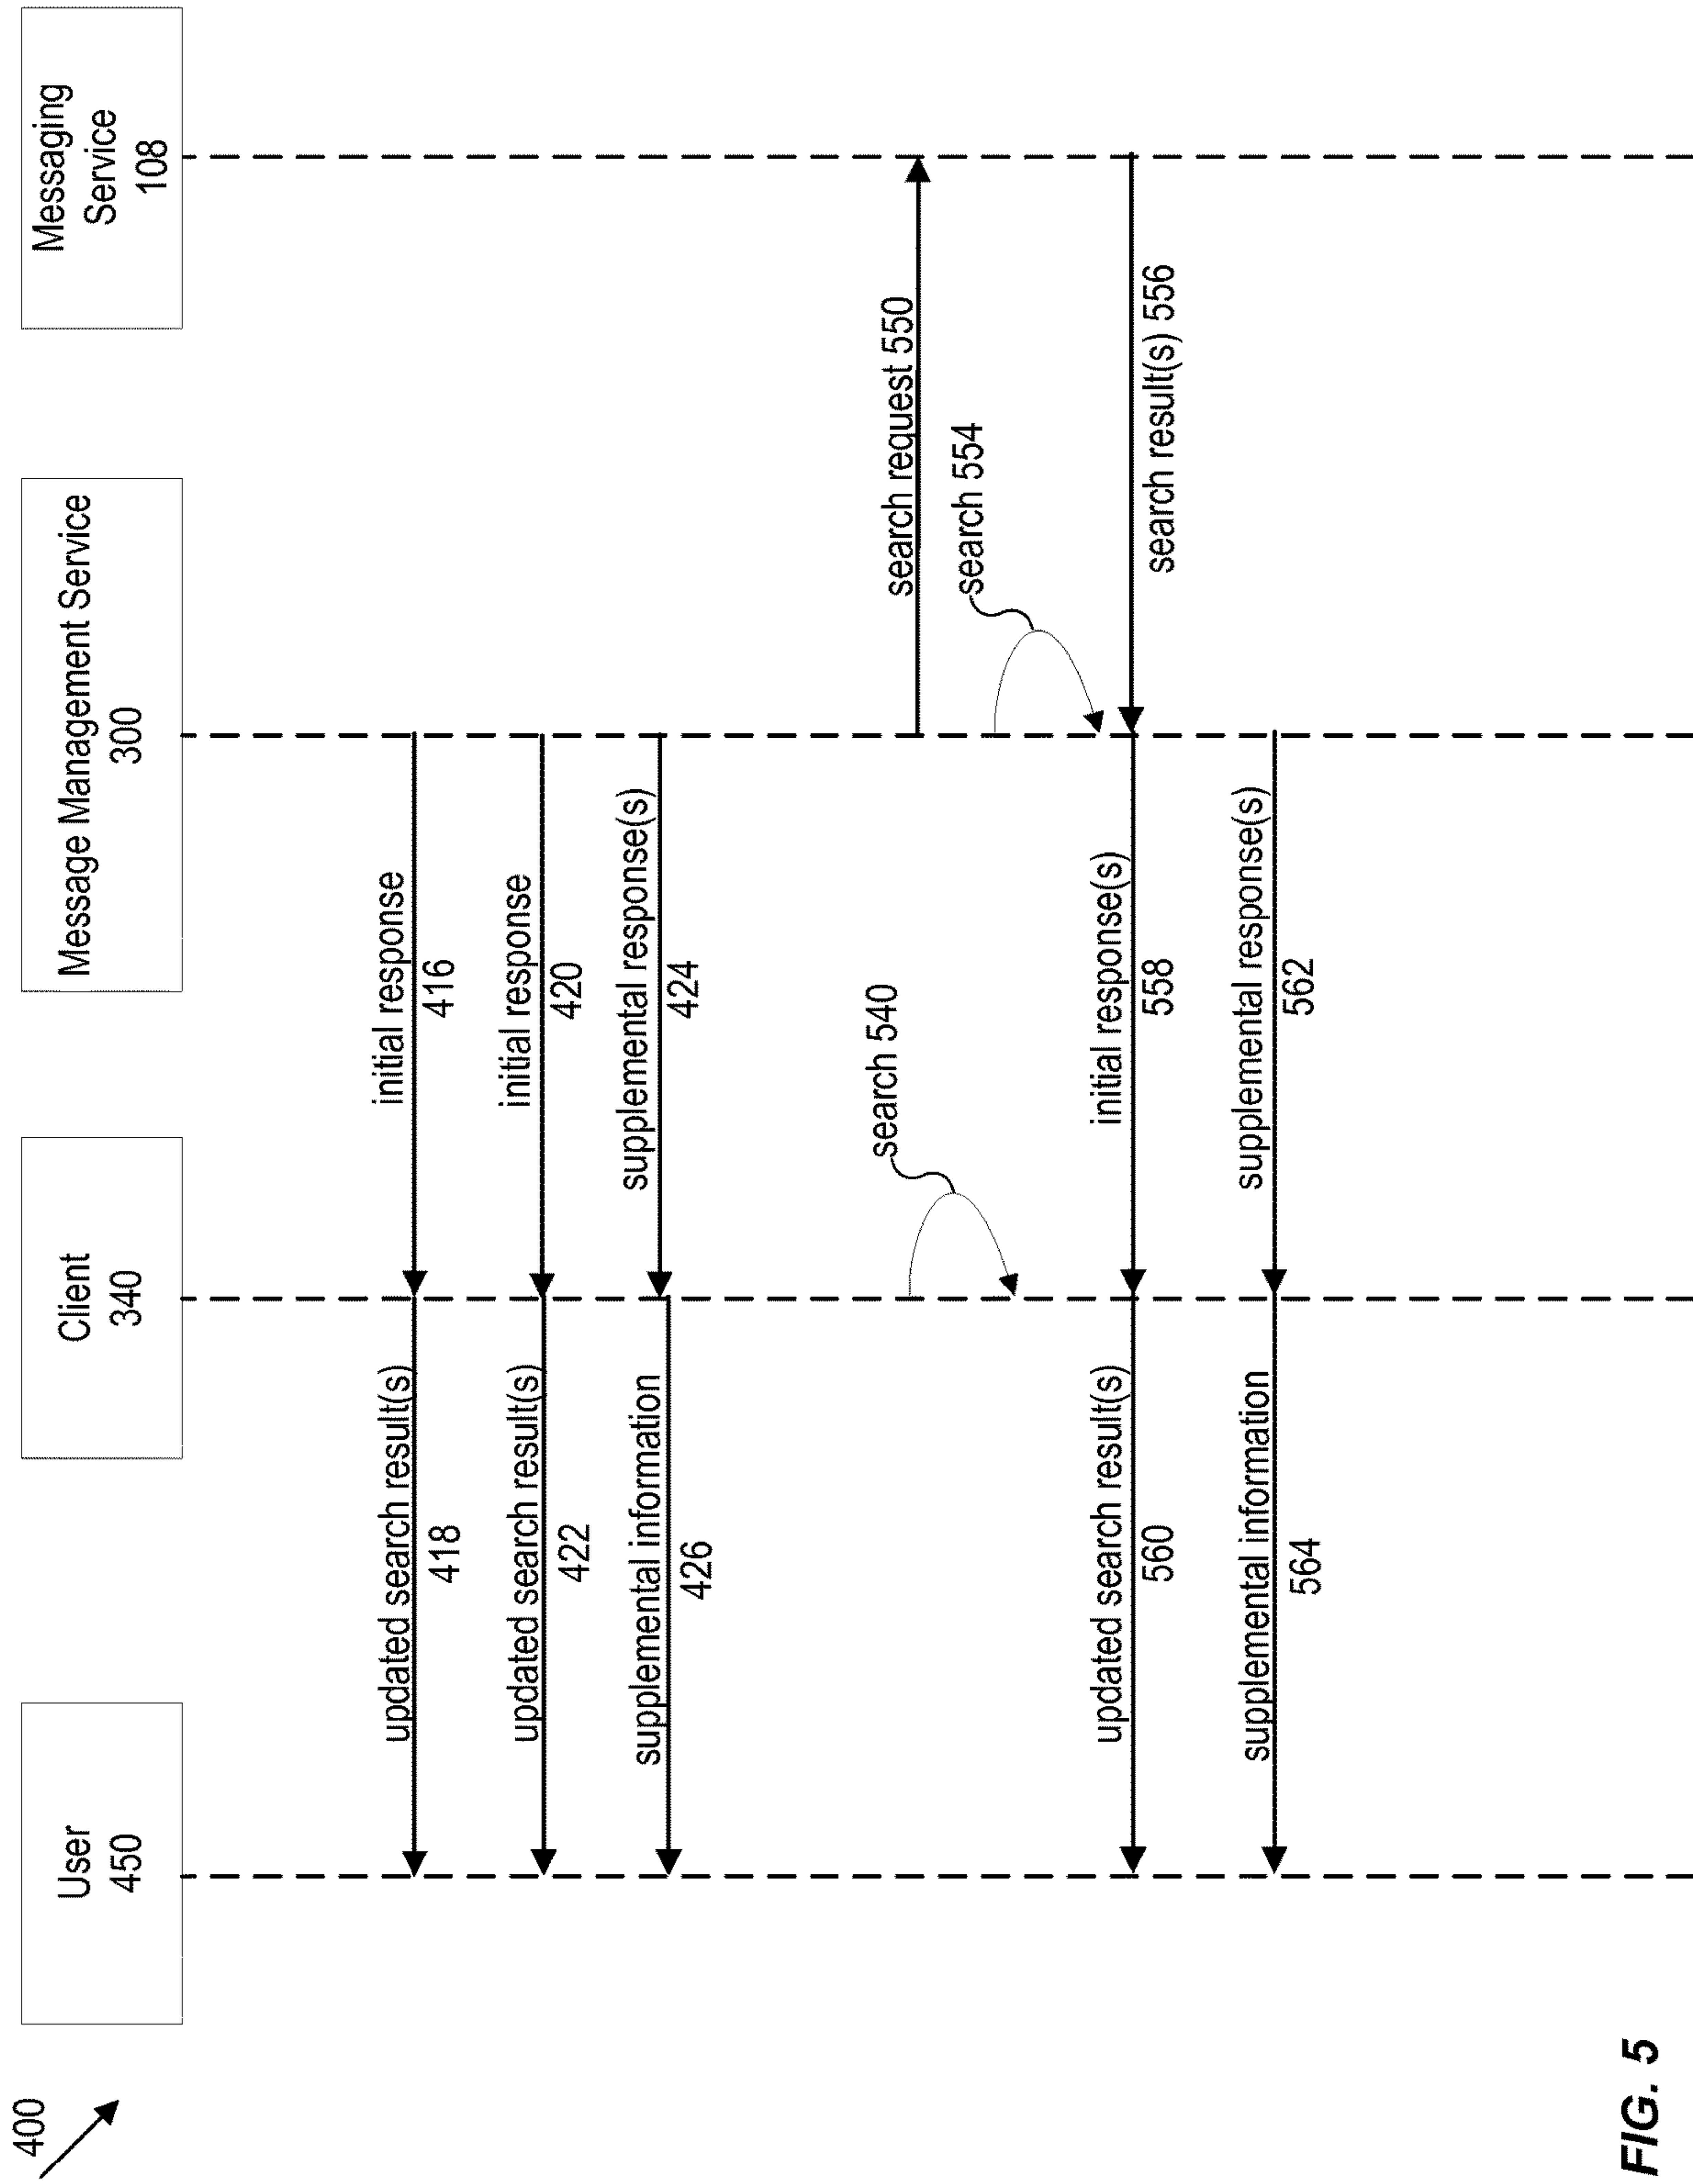 400
User
450
Client
340
Message Management Service
300
Messaging
Service
108
updated search result(s)
418
initial response
416
updated search result(s)
422
initial response
420
supplemental information
426
supplemental response(s)
424
search 540
search request 550
search 554
updated search result(s)
560
initial response(s)
558
search result(s) 556
supplemental information
564
supplemental response(s)
562
FIG. 5